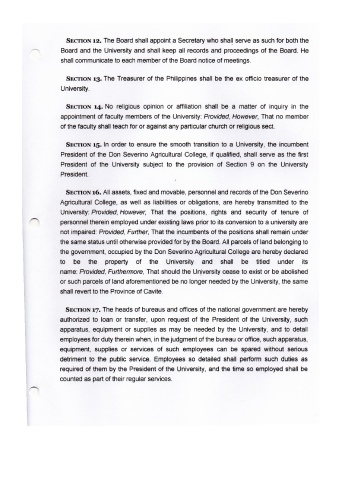 SECTION 12. The Board shall appoint a Secretary who shall serve as such for both the
Board and the University and shall keep all records and proceedings of the Board. He
shall communicate to each member of the Board notice of meetings.
SECTION 13. The Treasurer of the Philippines shall be the ex officio treasurer of the
University.
SECTION 14. No religious opinion or affiliation shall be a matter of inquiry in the
appointment of faculty members of the University: Provided, However, That no member
of the faculty shall teach for or against any particular church or religious sect.
SECTION 15. In order to ensure the smooth transition to a University, the incumbent
President of the Don Severino Agricultural College, if qualified, shall serve as the first
President of the University subject to the provision of Section 9 on the University
President.
SECTION 16. All assets, fixed and movable, personnel and records of the Don Severino
Agricultural College, as well as liabilities or obligations, are hereby transmitted to the
University: Provided, However, That the positions, rights and security of tenure of
personnel therein employed under existing laws prior to its conversion to a university are
not impaired: Provided, Further, That the incumbents of the positions shall remain under
the same status until otherwise provided for by the Board. All parcels of land belonging to
the government, occupied by the Don Severino Agricultural College are hereby declared
to be the property of the University and shall be titled under its
name: Provided, Furthermore, That should the University cease to exist or be abolished
or such parcels of land aforementioned be no longer needed by the University, the same
shall revert to the Province of Cavite.
SECTION 17. The heads of bureaus and offices of the national government are hereby
authorized to loan or transfer, upon request of the President of the University, such
apparatus, equipment or supplies as may be needed by the University, and to detail
employees for duty therein when, in the judgment of the bureau or office, such apparatus,
equipment, supplies or services of such employees can be spared without serious
detriment to the public service. Employees so detailed shall perform such duties as
required of them by the President of the University, and the time so employed shall be
counted as part of their regular services.